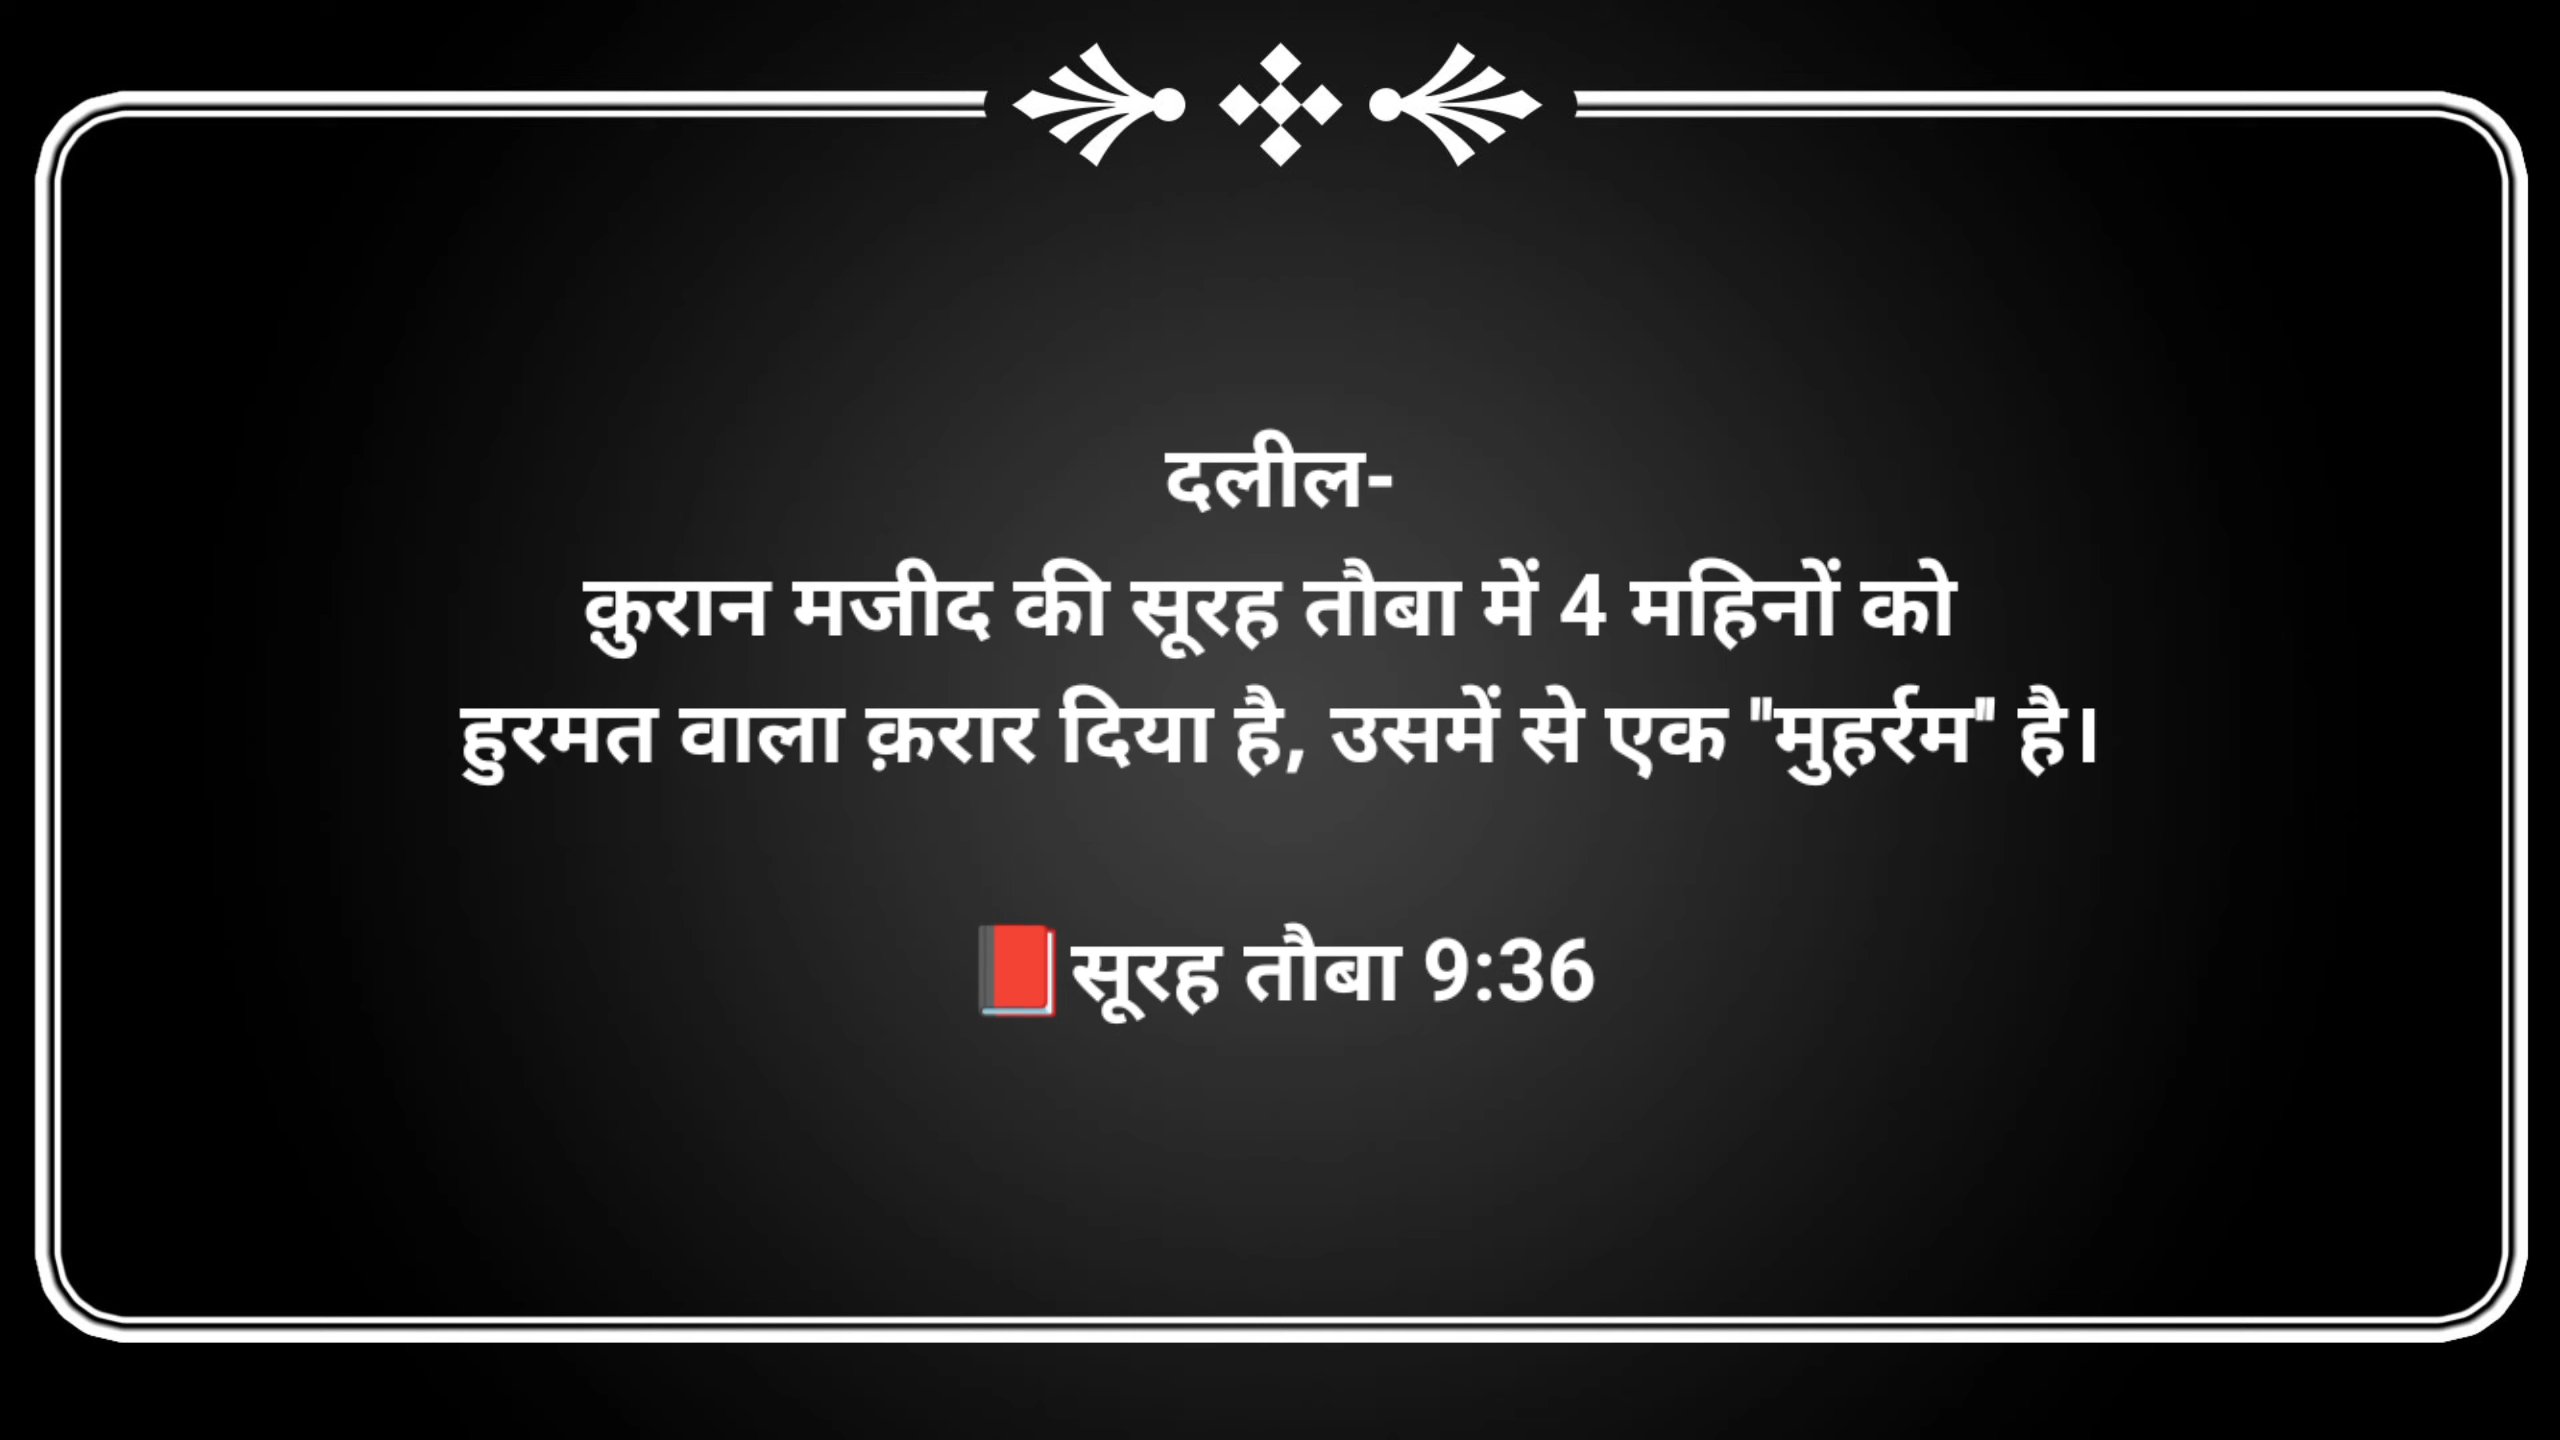 दलील-
क़ुरान मजीद की सूरह तौबा में 4 महिनों को
हुरमत वाला क़रार दिया है, उसमें से एक "मुहर्रम" है।
📕सूरह तौबा 9:36